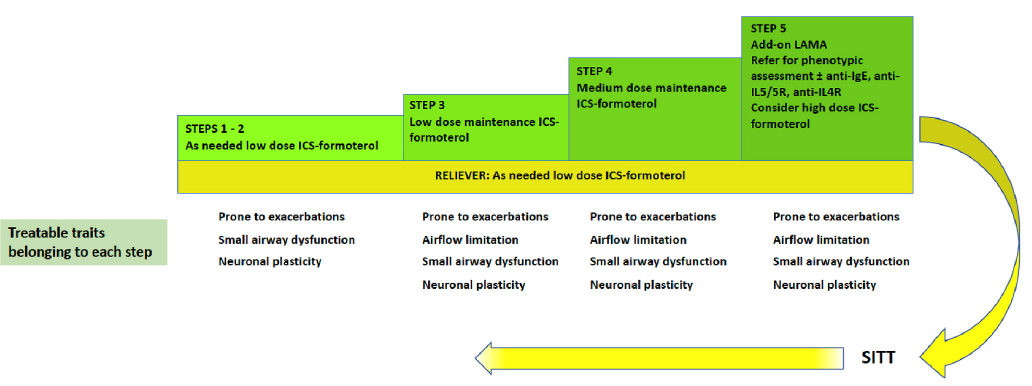 STEP 5
Add-on LAMA
Refer for phenotypic
assessment ± anti-IgE, anti-
IL5/5R, anti-IL4R
Consider high dose ICS-
formoterol
STEP 4
Medium dose maintenance
ICS-formoterol
STEP 3
Low dose maintenance ICS-
formoterol
STEPS 1 - 2
As needed low dose ICS-formoterol
RELIEVER: As needed low dose ICS-formoterol
Treatable traits
belonging to each step
Prone to exacerbations
Small airway dysfunction
Neuronal plasticity
Prone to exacerbations
Airflow limitation
Small airway dysfunction
Neuronal plasticity
Prone to exacerbations
Airflow limitation
Small airway dysfunction
Neuronal plasticity
Prone to exacerbations
Airflow limitation
Small airway dysfunction
Neuronal plasticity
SITT